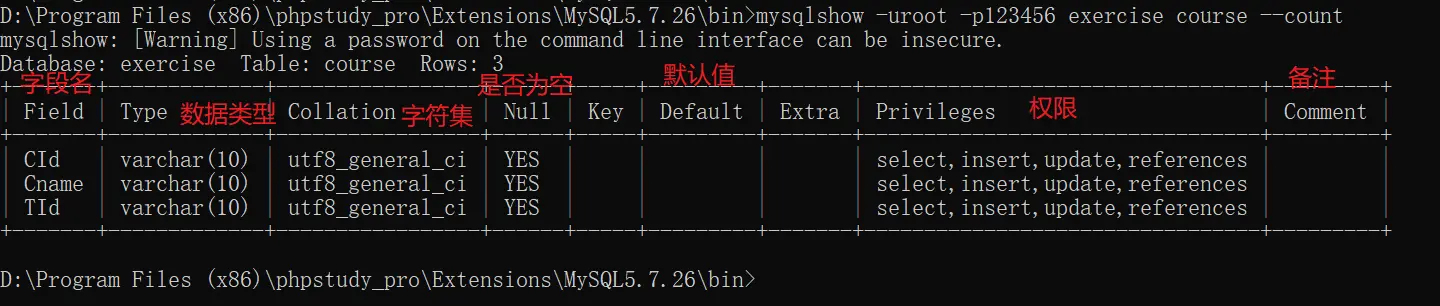 D:\Program Files (x86)\phpstudy_pro\Extensions\MySQL5.7.26\bin>mysqlshow -uroot -p123456 exercise course --count
mysqlshow: [Warning] Using a password on the command line interface can be insecure.
Database: exercise  Table: course  Rows: 3
字段名 是否为空 默认值 备注
| Field | Type 数据类型 | Collation 字符集 | Null | Key | Default | Extra | Privileges 权限 | Comment |
| CId | varchar(10) | utf8_general_ci | YES | | | | select,insert,update,references | |
| Cname | varchar(10) | utf8_general_ci | YES | | | | select,insert,update,references | |
| TId | varchar(10) | utf8_general_ci | YES | | | | select,insert,update,references | |
D:\Program Files (x86)\phpstudy_pro\Extensions\MySQL5.7.26\bin>